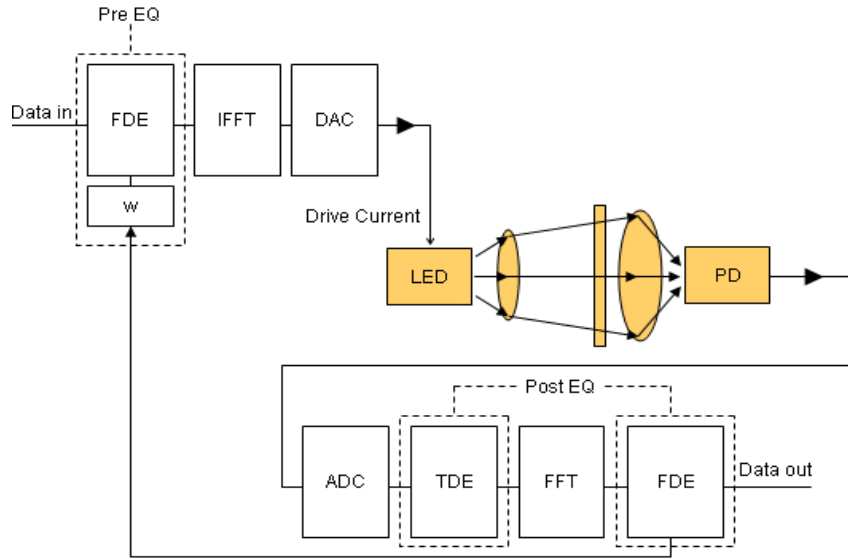 Pre EQ
Data in
FDE
IFFT
DAC
w
Drive Current
LED
PD
Post EQ
ADC
TDE
FFT
FDE
Data out